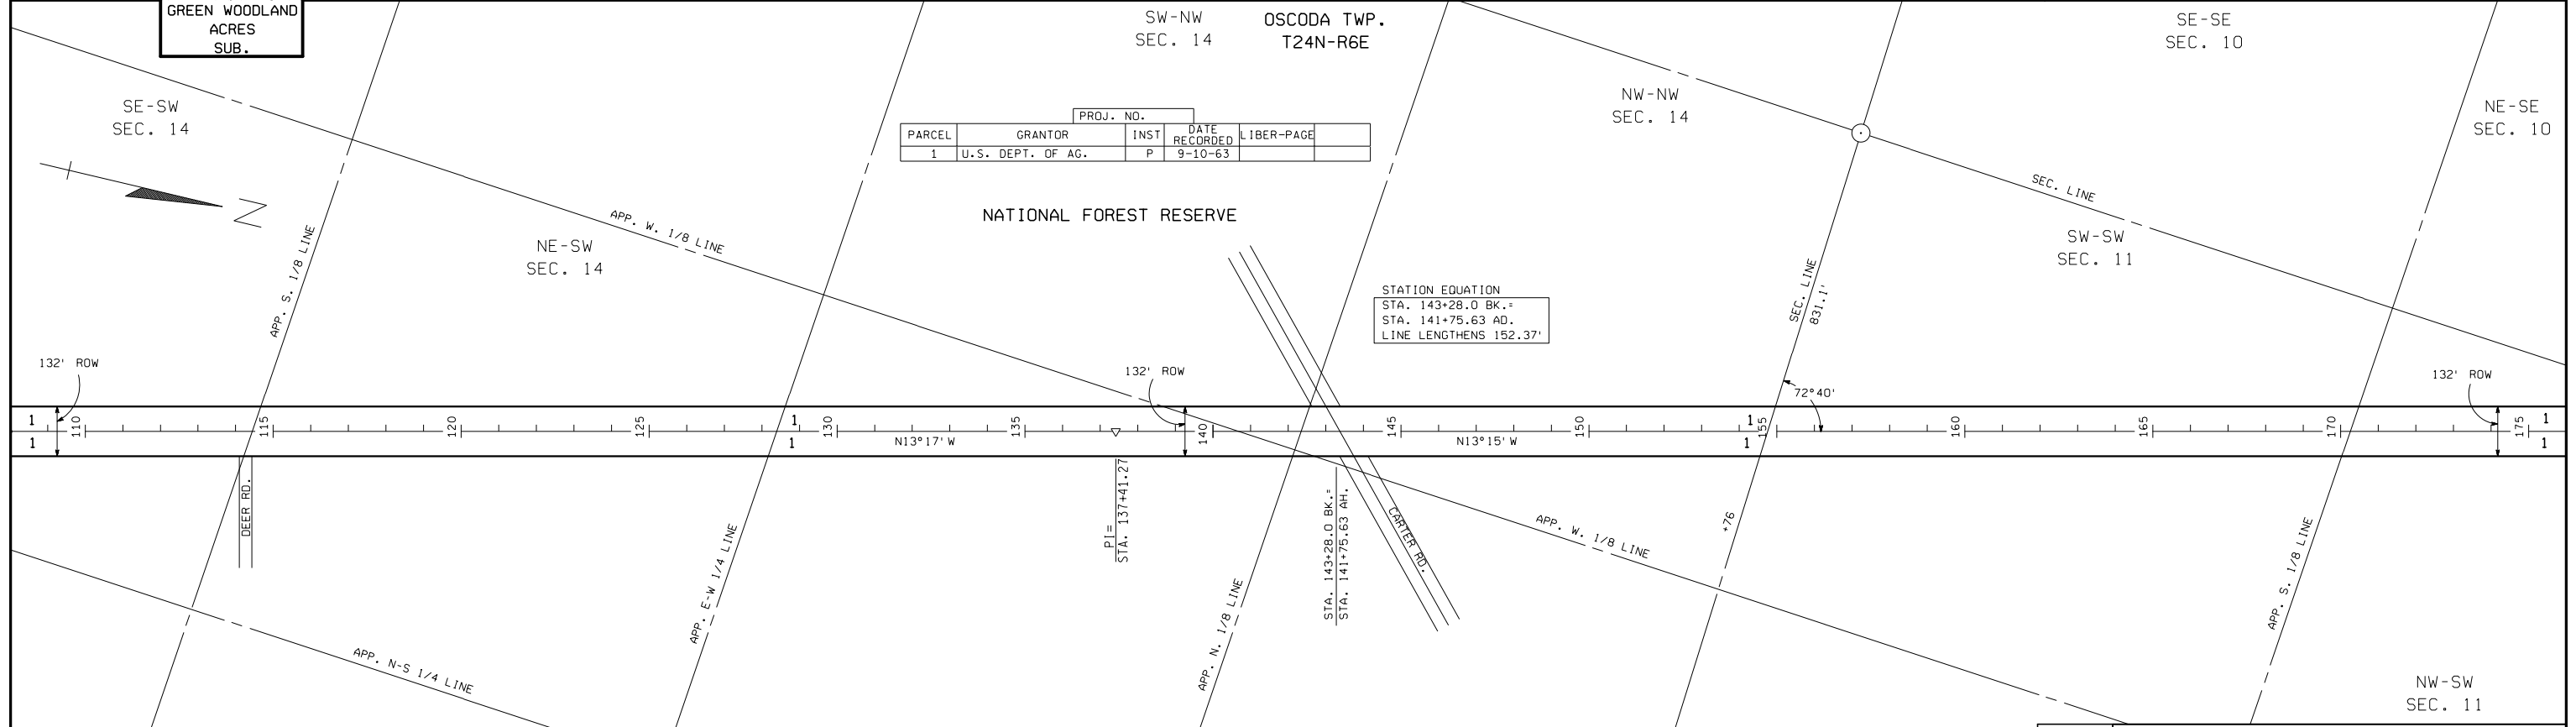 GREEN WOODLAND
ACRES
SUB.
SW-NW
SEC. 14
OSCODA TWP.
T24N-R6E
SE-SE
SEC. 10
SE-SW
SEC. 14
NW-NW
SEC. 14
NE-SE
SEC. 10
PROJ. NO.
PARCEL GRANTOR INST DATE RECORDED LIBER-PAGE
1 U.S. DEPT. OF AG. P 9-10-63
N
NATIONAL FOREST RESERVE
SEC. LINE
APP. W. 1/8 LINE
APP. S. 1/8 LINE
NE-SW
SEC. 14
SW-SW
SEC. 11
SEC. LINE
831.1'
STATION EQUATION
STA. 143+28.0 BK.=
STA. 141+75.63 AD.
LINE LENGTHENS 152.37'
132' ROW
132' ROW
132' ROW
72°40'
1 1 1 1
110 115 120 125 130 135 140 145 150 155 160 165 170 175
1 1 1 1
N13°17' W
N13°15' W
DEER RD.
PI=
STA. 137+41.27
STA. 143+28.0 BK.=
STA. 141+75.63 AH.
CARTER RD.
+76
APP. W. 1/8 LINE
APP. E-W 1/4 LINE
APP. N. 1/8 LINE
APP. S. 1/8 LINE
APP. N-S 1/4 LINE
NW-SW
SEC. 11